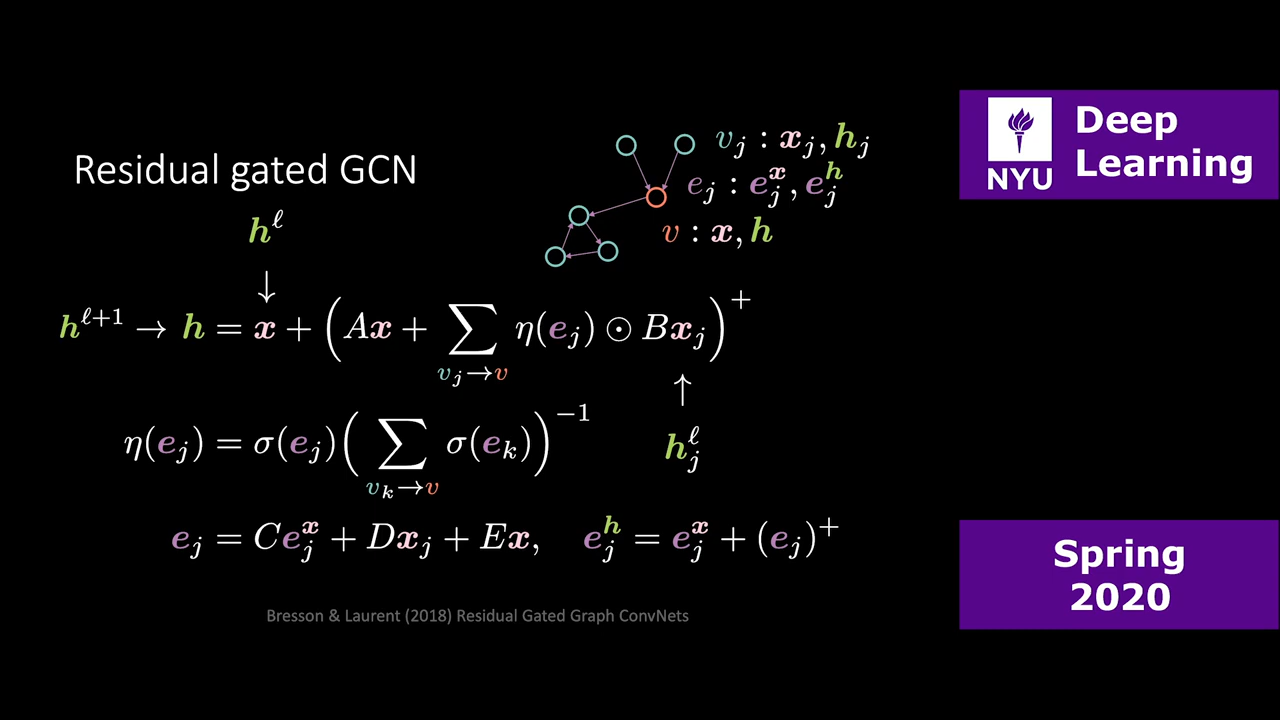 Residual gated GCN
v_j : x_j, h_j
e_j : e_j^x, e_j^h
v : x, h
h^ℓ
↓
h^{ℓ+1} → h = x + (Ax + ∑_{v_j→v} η(e_j) ⊙ Bx_j)^+
↑
h_j^ℓ
η(e_j) = σ(e_j)(∑_{v_k→v} σ(e_k))^{-1}
e_j = Ce_j^x + Dx_j + Ex, e_j^h = e_j^x + (e_j)^+
Bresson & Laurent (2018) Residual Gated Graph ConvNets
NYU
Deep
Learning
Spring
2020